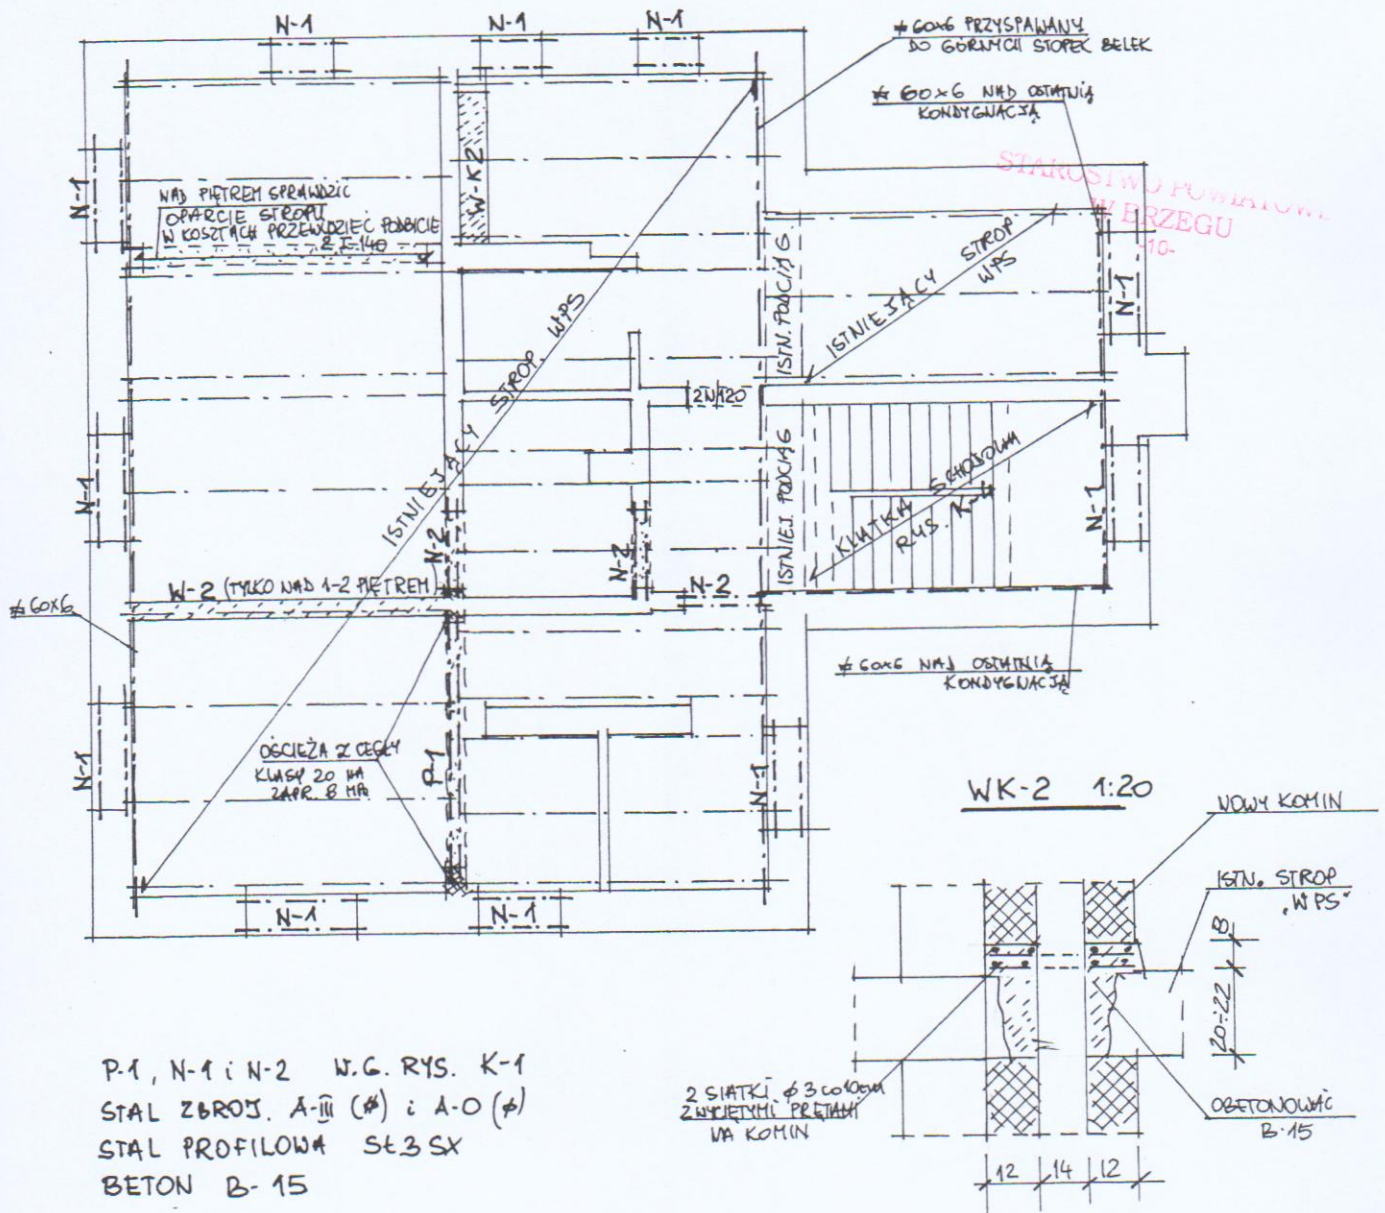 N-1
N-1
N-1
# 60x6 PRZYSPAWANY
DO GÓRNYCH STOPEK BELEK
# 60x6 NAD OSTATNIĄ
KONDYGNACJĄ
STAROSTWO POWIATOWE
W BRZEGU
-10-
N-1
W-K2
NAD PIĘTREM SPRAWDZIĆ
OPARCIE STROPU
W KOSZTACH PRZEWIDZIEĆ PODBICIE
2 I-140
ISTN. PODCIĄG
ISTNIEJĄCY STROP
WPS
N-1
ISTNIEJĄCY STROP WPS
2N/120
N-1
ISTNIEJ. PODCIĄG
KLATKA SCHODOWA
RYS.
N-1
N-2
N-2
N-2
W-2 (TYLKO NAD 1-2 PIĘTREM)
# 60x6
# 60x6 NAD OSTATNIĄ
KONDYGNACJĄ
N-1
OŚCIEŻA Z CEGŁY
KLASY 20 NA
ZAPR. 8 MPa
P-1
N-1
N-1
N-1
WK-2 1:20
NOWY KOMIN
ISTN. STROP
"WPS"
8
20÷22
2 SIATKI ø3 co 10cm
Z WYCIĘTYMI PRĘTAMI
NA KOMIN
OBETONOWAĆ
B-15
12 14 12
P-1, N-1 i N-2 W.G. RYS. K-1
STAL ZBROJ. A-III (#) i A-0 (ø)
STAL PROFILOWA St3SX
BETON B-15